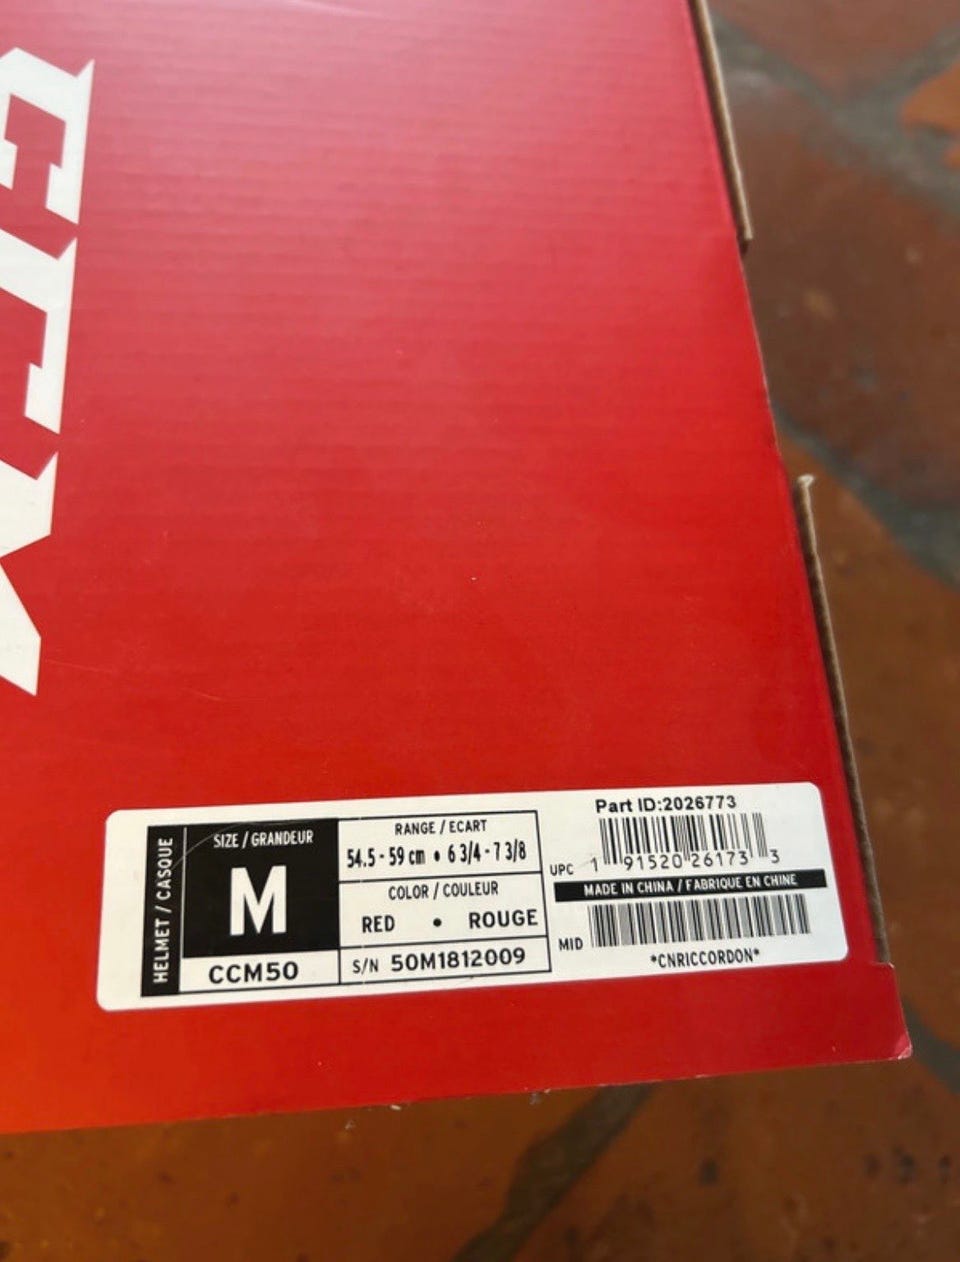 HELMET / CASQUE
SIZE / GRANDEUR
M
CCM50
RANGE / ECART
54.5 - 59 cm • 6 3/4 - 7 3/8
COLOR / COULEUR
RED • ROUGE
S/N 50M1812009
Part ID:2026773
UPC 1 91520 26173 3
MADE IN CHINA / FABRIQUE EN CHINE
MID
*CNRICCORDON*